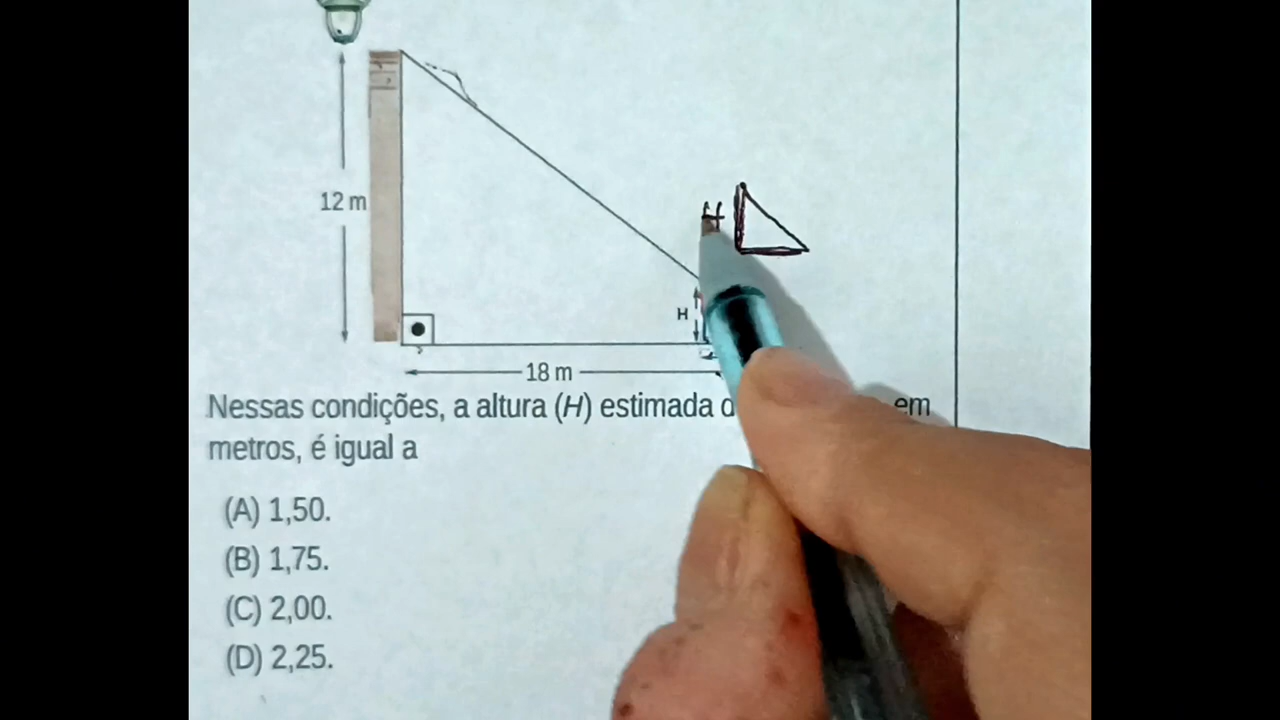 H
12 m
H
18 m
Nessas condições, a altura (H) estimada em
metros, é igual a
(A) 1,50.
(B) 1,75.
(C) 2,00.
(D) 2,25.